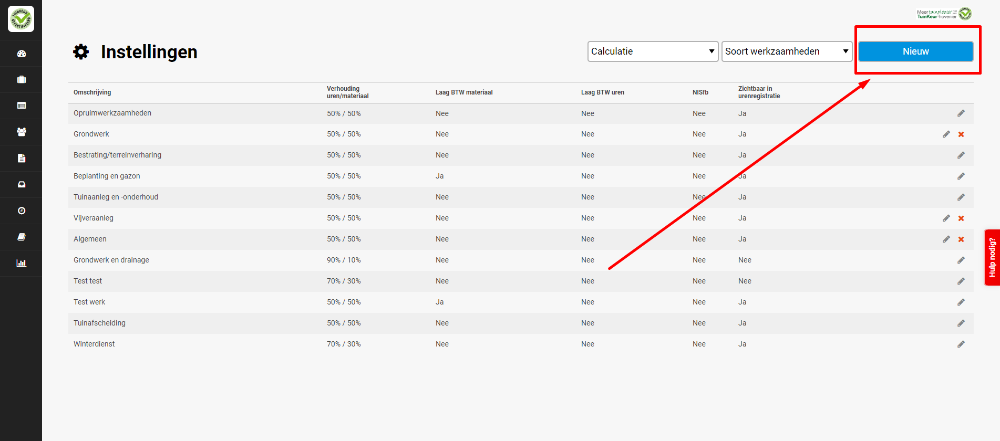 TUINKEUR
GECERTIFICEERD
Meer tuinplezier
TuinKeur-hovenier
Instellingen
Calculatie
Soort werkzaamheden
Nieuw
Omschrijving
Verhouding
uren/materiaal
Laag BTW materiaal
Laag BTW uren
NISfb
Zichtbaar in
urenregistratie
Opruimwerkzaamheden 50% / 50% Nee Nee Nee Ja
Grondwerk 50% / 50% Nee Nee Nee Ja
Bestrating/terreinverharing 50% / 50% Nee Nee Nee Ja
Beplanting en gazon 50% / 50% Ja Nee Nee Ja
Tuinaanleg en -onderhoud 50% / 50% Nee Nee Nee Ja
Vijveraanleg 50% / 50% Nee Nee Nee Ja
Algemeen 50% / 50% Nee Nee Nee Ja
Grondwerk en drainage 90% / 10% Nee Nee Nee Nee
Test test 70% / 30% Nee Nee Nee Nee
Test werk 50% / 50% Ja Nee Nee Ja
Tuinafscheiding 50% / 50% Nee Nee Nee Ja
Winterdienst 70% / 30% Nee Nee Nee Ja
Hulp nodig?